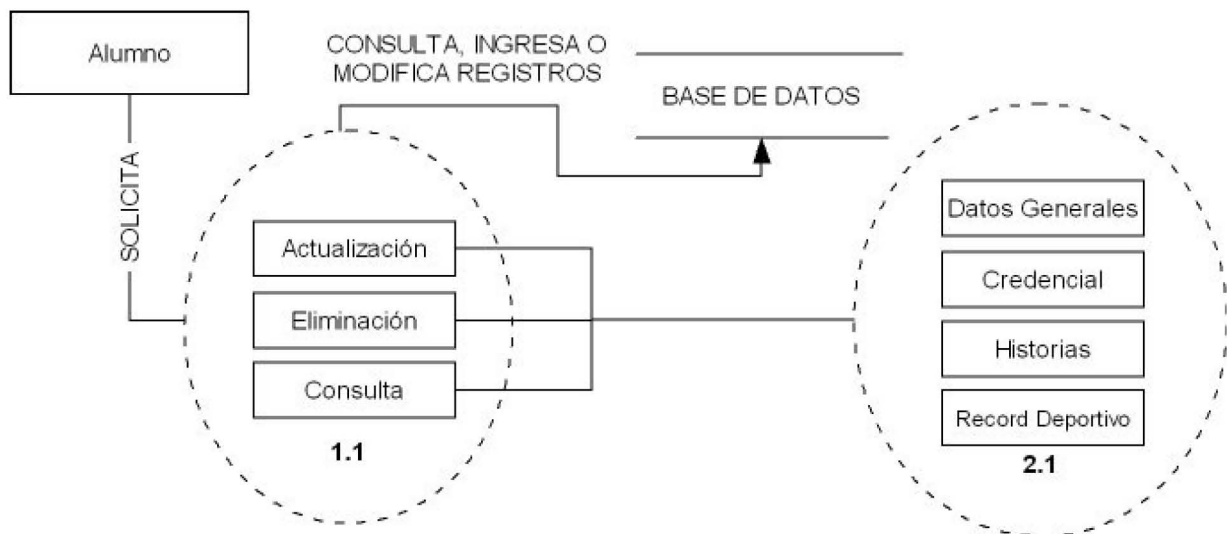 Alumno
CONSULTA, INGRESA O
MODIFICA REGISTROS
BASE DE DATOS
SOLICITA
Actualización
Eliminación
Consulta
1.1
Datos Generales
Credencial
Historias
Record Deportivo
2.1